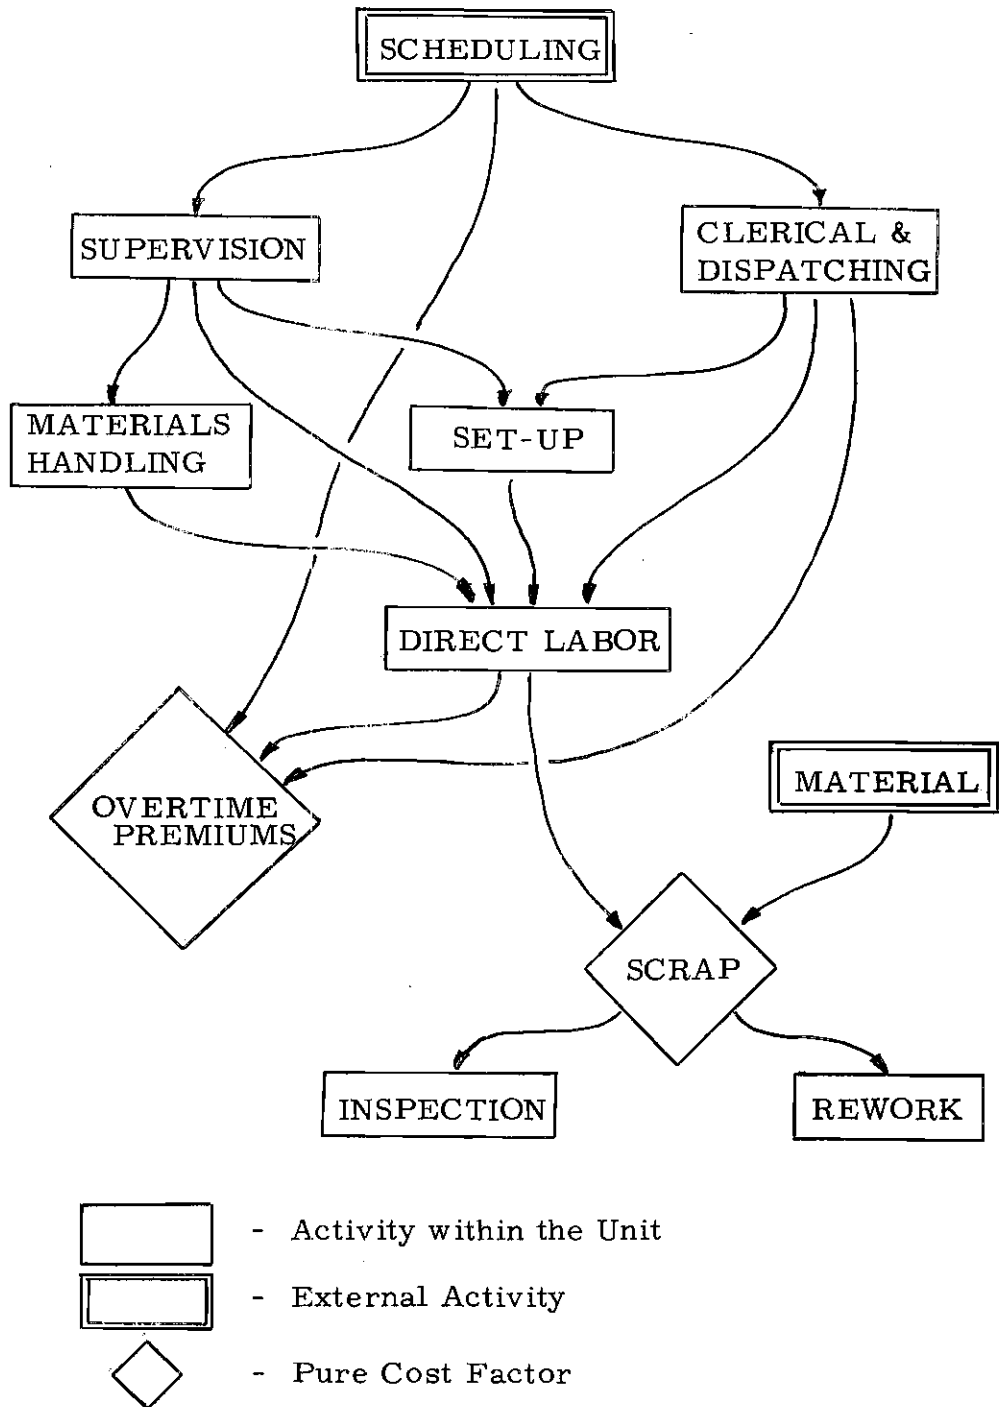 SCHEDULING
SUPERVISION
CLERICAL &
DISPATCHING
MATERIALS
HANDLING
SET-UP
DIRECT LABOR
OVERTIME
PREMIUMS
MATERIAL
SCRAP
INSPECTION
REWORK
- Activity within the Unit
- External Activity
- Pure Cost Factor